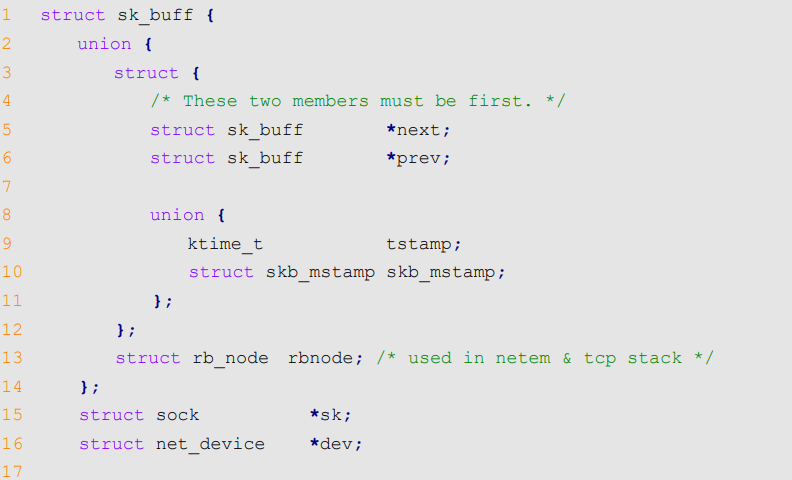 1 struct sk_buff {
2 union {
3 struct {
4 /* These two members must be first. */
5 struct sk_buff *next;
6 struct sk_buff *prev;
7
8 union {
9 ktime_t tstamp;
10 struct skb_mstamp skb_mstamp;
11 };
12 };
13 struct rb_node rbnode; /* used in netem & tcp stack */
14 };
15 struct sock *sk;
16 struct net_device *dev;
17